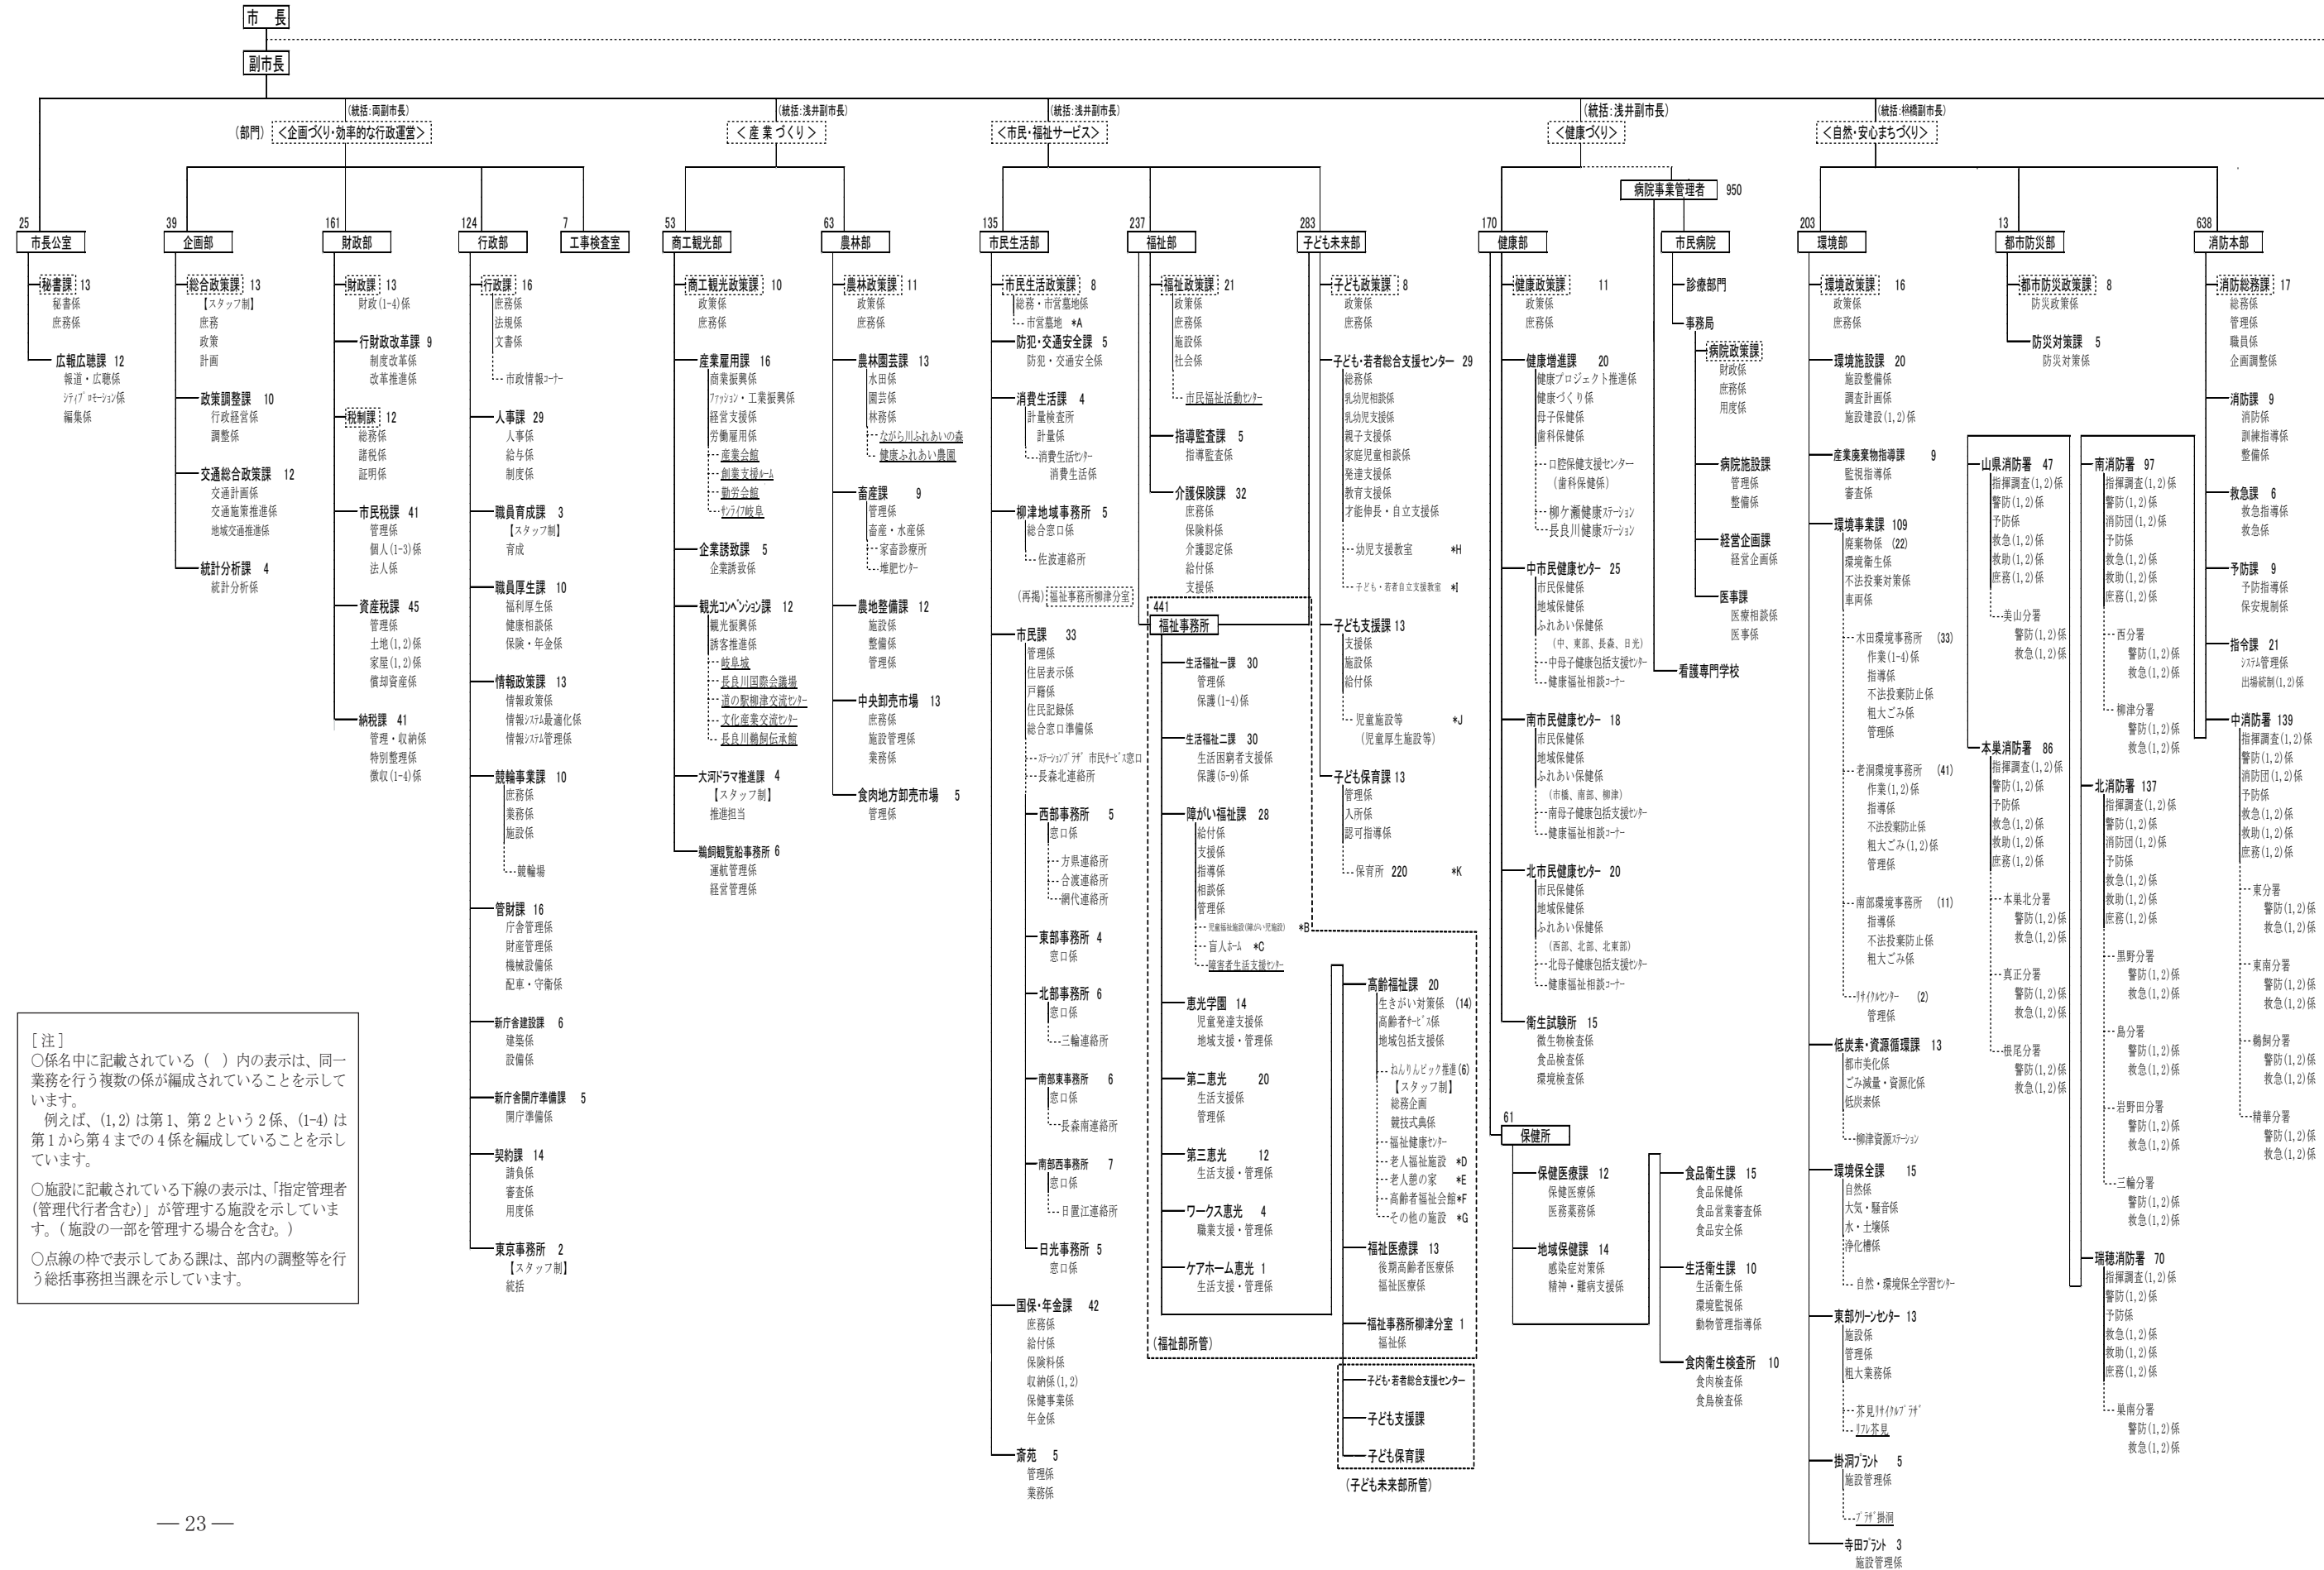 市　長
副市長
(統括:両副市長)
(部門)
＜企画づくり・効率的な行政運営＞
(統括:浅井副市長)
＜産業づくり＞
(統括:浅井副市長)
＜市民・福祉サービス＞
(統括:浅井副市長)
＜健康づくり＞
(統括:栁橋副市長)
＜自然・安心まちづくり＞
25
市長公室
秘書課 13
秘書係
庶務係
広報広聴課 12
報道・広聴係
シティプロモーション係
編集係
39
企画部
総合政策課 13
【スタッフ制】
庶務
政策
計画
政策調整課 10
行政経営係
調整係
交通総合政策課 12
交通計画係
交通施策推進係
地域交通推進係
統計分析課 4
統計分析係
161
財政部
財政課 13
財政(1-4)係
行財政改革課 9
制度改革係
改革推進係
税制課 12
総務係
諸税係
証明係
市民税課 41
管理係
個人(1-3)係
法人係
資産税課 45
管理係
土地(1,2)係
家屋(1,2)係
償却資産係
納税課 41
管理・収納係
特別整理係
徴収(1-4)係
124
行政部
行政課 16
庶務係
法規係
文書係
市政情報コーナー
人事課 29
人事係
給与係
制度係
職員育成課 3
【スタッフ制】
育成
職員厚生課 10
福利厚生係
健康相談係
保険・年金係
情報政策課 13
情報政策係
情報システム最適化係
情報システム管理係
競輪事業課 10
庶務係
業務係
施設係
競輪場
管財課 16
庁舎管理係
財産管理係
機械設備係
配車・守衛係
新庁舎建設課 6
建築係
設備係
新庁舎開庁準備課 5
開庁準備係
契約課 14
請負係
審査係
用度係
東京事務所 2
【スタッフ制】
統括
7
工事検査室
53
商工観光部
商工観光政策課 10
政策係
庶務係
産業雇用課 16
商業振興係
ファッション・工業振興係
経営支援係
労働雇用係
産業会館
創業支援ルーム
勤労会館
サンライフ岐阜
企業誘致課 5
企業誘致係
観光コンベンション課 12
観光振興係
誘客推進係
岐阜城
長良川国際会議場
道の駅柳津交流センター
文化産業交流センター
長良川鵜飼伝承館
大河ドラマ推進課 4
【スタッフ制】
推進担当
鵜飼観覧船事務所 6
運航管理係
経営管理係
63
農林部
農林政策課 11
政策係
庶務係
農林園芸課 13
水田係
園芸係
林務係
ながら川ふれあいの森
健康ふれあい農園
畜産課 9
管理係
畜産・水産係
家畜診療所
堆肥センター
農地整備課 12
施設係
整備係
管理係
中央卸売市場 13
庶務係
施設管理係
業務係
食肉地方卸売市場 5
管理係
135
市民生活部
市民生活政策課 8
総務・市営墓地係
市営墓地 *A
防犯・交通安全課 5
防犯・交通安全係
消費生活課 4
計量検査所
計量係
消費生活センター
消費生活係
柳津地域事務所 5
総合窓口係
佐波連絡所
(再掲)福祉事務所柳津分室
市民課 33
管理係
住居表示係
戸籍係
住民記録係
総合窓口準備係
ステーションプラザ 市民サービス窓口
長森北連絡所
西部事務所 5
窓口係
方県連絡所
合渡連絡所
網代連絡所
東部事務所 4
窓口係
北部事務所 6
窓口係
三輪連絡所
南部東事務所 6
窓口係
長森南連絡所
南部西事務所 7
窓口係
日置江連絡所
日光事務所 5
窓口係
国保・年金課 42
庶務係
給付係
保険料係
収納係(1,2)
保健事業係
年金係
斎苑 5
管理係
業務係
237
福祉部
福祉政策課 21
政策係
庶務係
施設係
社会係
市民福祉活動センター
指導監査課 5
指導監査係
介護保険課 32
庶務係
保険料係
介護認定係
給付係
支援係
441
福祉事務所
生活福祉一課 30
管理係
保護(1-4)係
生活福祉二課 30
生活困窮者支援係
保護(5-9)係
障がい福祉課 28
給付係
支援係
指導係
相談係
管理係
児童福祉施設(障がい児施設) *B
盲人ホーム *C
障害者生活支援センター
恵光学園 14
児童発達支援係
地域支援・管理係
第二恵光 20
生活支援係
管理係
第三恵光 12
生活支援・管理係
ワークス恵光 4
職業支援・管理係
ケアホーム恵光 1
生活支援・管理係
(福祉部所管)
高齢福祉課 20
生きがい対策係 (14)
高齢者サービス係
地域包括支援係
ねんりんピック推進(6)
【スタッフ制】
総務企画
競技式典係
福祉健康センター
老人福祉施設 *D
老人憩の家 *E
高齢者福祉会館*F
その他の施設 *G
福祉医療課 13
後期高齢者医療係
福祉医療係
福祉事務所柳津分室 1
福祉係
子ども・若者総合支援センター
子ども支援課
子ども保育課
(子ども未来部所管)
283
子ども未来部
子ども政策課 8
政策係
庶務係
子ども・若者総合支援センター 29
総務係
乳幼児相談係
乳幼児支援係
親子支援係
家庭児童相談係
発達支援係
教育支援係
才能伸長・自立支援係
幼児支援教室 *H
子ども・若者自立支援教室 *I
子ども支援課 13
支援係
施設係
給付係
児童施設等 *J
(児童厚生施設等)
子ども保育課 13
管理係
入所係
認可指導係
保育所 220 *K
170
健康部
健康政策課 11
政策係
庶務係
健康増進課 20
健康プロジェクト推進係
健康づくり係
母子保健係
歯科保健係
口腔保健支援センター
(歯科保健係)
柳ケ瀬健康ステーション
長良川健康ステーション
中市民健康センター 25
市民保健係
地域保健係
ふれあい保健係
(中、東部、長森、日光)
中母子健康包括支援センター
健康福祉相談コーナー
南市民健康センター 18
市民保健係
地域保健係
ふれあい保健係
(市橋、南部、柳津)
南母子健康包括支援センター
健康福祉相談コーナー
北市民健康センター 20
市民保健係
地域保健係
ふれあい保健係
(西部、北部、北東部)
北母子健康包括支援センター
健康福祉相談コーナー
衛生試験所 15
微生物検査係
食品検査係
環境検査係
61
保健所
保健医療課 12
保健医療係
医務薬務係
地域保健課 14
感染症対策係
精神・難病支援係
食品衛生課 15
食品保健係
食品営業審査係
食品安全係
生活衛生課 10
生活衛生係
環境監視係
動物管理指導係
食肉衛生検査所 10
食肉検査係
食鳥検査係
病院事業管理者 950
市民病院
診療部門
事務局
病院政策課
財政係
庶務係
用度係
病院施設課
管理係
整備係
経営企画課
経営企画係
医事課
医療相談係
医事係
看護専門学校
203
環境部
環境政策課 16
政策係
庶務係
環境施設課 20
施設整備係
調査計画係
施設建設(1,2)係
産業廃棄物指導課 9
監視指導係
審査係
環境事業課 109
廃棄物係 (22)
環境衛生係
不法投棄対策係
車両係
木田環境事務所 (33)
作業(1-4)係
指導係
不法投棄防止係
粗大ごみ係
管理係
老洞環境事務所 (41)
作業(1,2)係
指導係
不法投棄防止係
粗大ごみ(1,2)係
管理係
南部環境事務所 (11)
指導係
不法投棄防止係
粗大ごみ係
リサイクルセンター (2)
管理係
低炭素・資源循環課 13
都市美化係
ごみ減量・資源化係
低炭素係
柳津資源ステーション
環境保全課 15
自然係
大気・騒音係
水・土壌係
浄化槽係
自然・環境保全学習センター
東部クリーンセンター 13
施設係
管理係
粗大業務係
芥見リサイクルプラザ
リフレ芥見
掛洞プラント 5
施設管理係
プラザ掛洞
寺田プラント 3
施設管理係
13
都市防災部
都市防災政策課 8
防災政策係
防災対策課 5
防災対策係
638
消防本部
消防総務課 17
総務係
管理係
職員係
企画調整係
消防課 9
消防係
訓練指導係
整備係
救急課 6
救急指導係
救急係
予防課 9
予防指導係
保安規制係
指令課 21
システム管理係
出場統制(1,2)係
中消防署 139
指揮調査(1,2)係
警防(1,2)係
消防団(1,2)係
予防係
救急(1,2)係
救助(1,2)係
庶務(1,2)係
東分署
警防(1,2)係
救急(1,2)係
東南分署
警防(1,2)係
救急(1,2)係
鵜飼分署
警防(1,2)係
救急(1,2)係
精華分署
警防(1,2)係
救急(1,2)係
南消防署 97
指揮調査(1,2)係
警防(1,2)係
消防団(1,2)係
予防係
救急(1,2)係
救助(1,2)係
庶務(1,2)係
西分署
警防(1,2)係
救急(1,2)係
柳津分署
警防(1,2)係
救急(1,2)係
北消防署 137
指揮調査(1,2)係
警防(1,2)係
消防団(1,2)係
予防係
救急(1,2)係
救助(1,2)係
庶務(1,2)係
黒野分署
警防(1,2)係
救急(1,2)係
島分署
警防(1,2)係
救急(1,2)係
岩野田分署
警防(1,2)係
救急(1,2)係
三輪分署
警防(1,2)係
救急(1,2)係
瑞穂消防署 70
指揮調査(1,2)係
警防(1,2)係
予防係
救急(1,2)係
救助(1,2)係
庶務(1,2)係
巣南分署
警防(1,2)係
救急(1,2)係
山県消防署 47
指揮調査(1,2)係
警防(1,2)係
予防係
救急(1,2)係
救助(1,2)係
庶務(1,2)係
美山分署
警防(1,2)係
救急(1,2)係
本巣消防署 86
指揮調査(1,2)係
警防(1,2)係
予防係
救急(1,2)係
救助(1,2)係
庶務(1,2)係
本巣北分署
警防(1,2)係
救急(1,2)係
真正分署
警防(1,2)係
救急(1,2)係
根尾分署
警防(1,2)係
救急(1,2)係
［注］
○係名中に記載されている（　）内の表示は、同一
業務を行う複数の係が編成されていることを示して
います。
例えば、(1,2)は第1、第2という2係、(1-4)は
第1から第4までの4係を編成していることを示し
ています。
○施設に記載されている下線の表示は、「指定管理者
(管理代行者含む)」が管理する施設を示していま
す。(施設の一部を管理する場合を含む。)
○点線の枠で表示してある課は、部内の調整等を行
う総括事務担当課を示しています。
― 23 ―